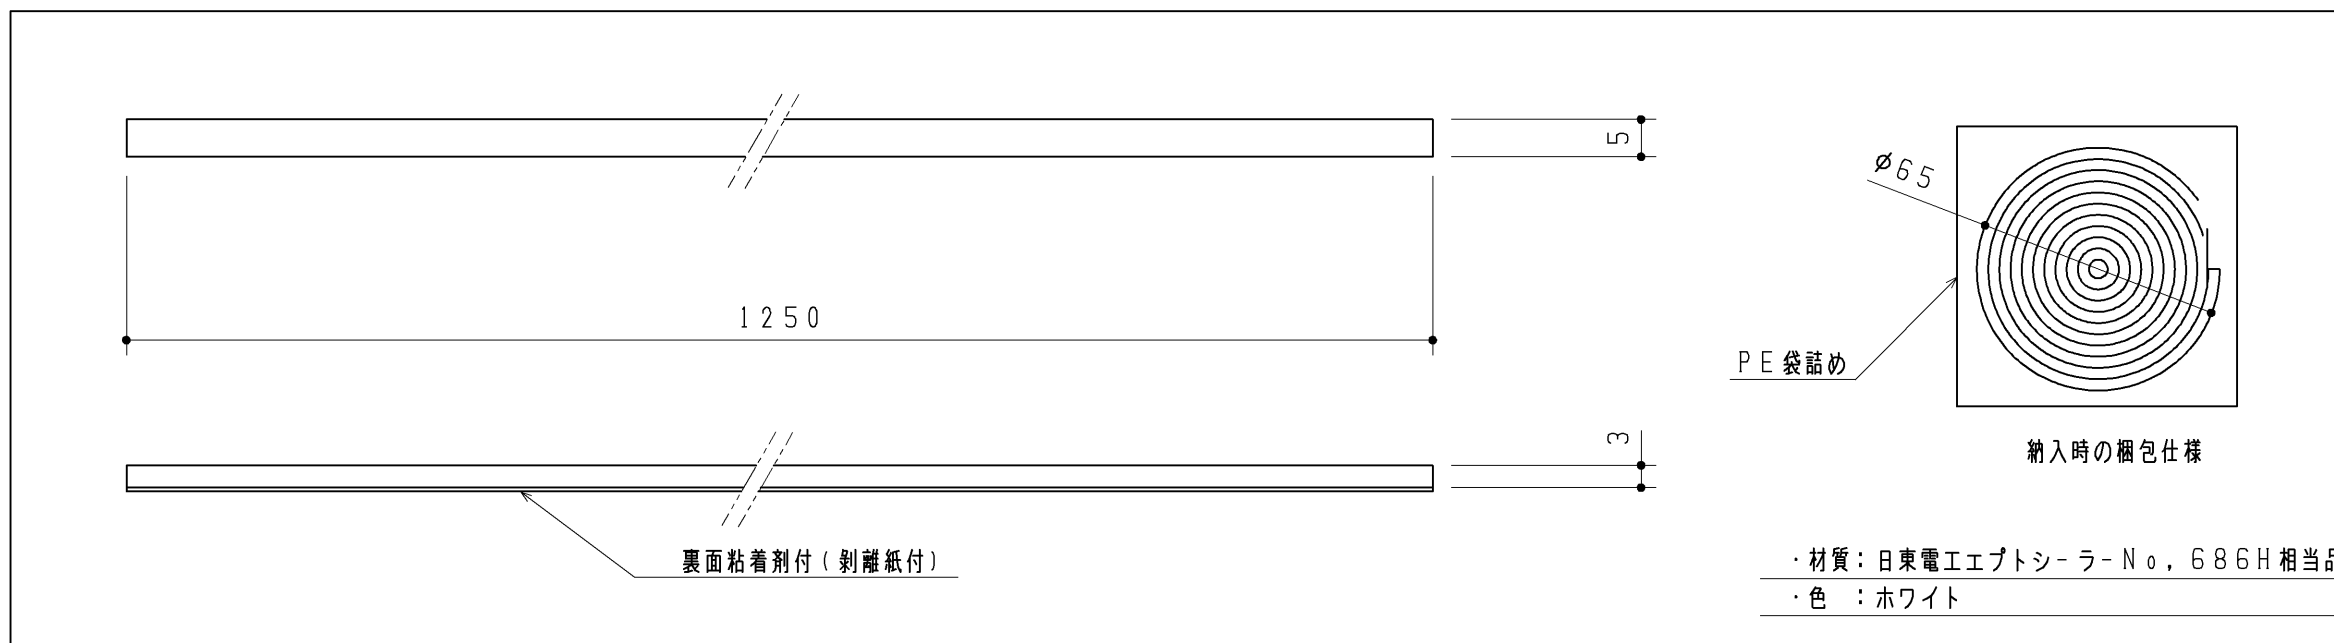 5
φ65
1250
PE袋詰め
3
納入時の梱包仕様
裏面粘着剤付(剝離紙付)
・材質：日東電工エプトシーラーNo，686H相当品
・色　：ホワイト